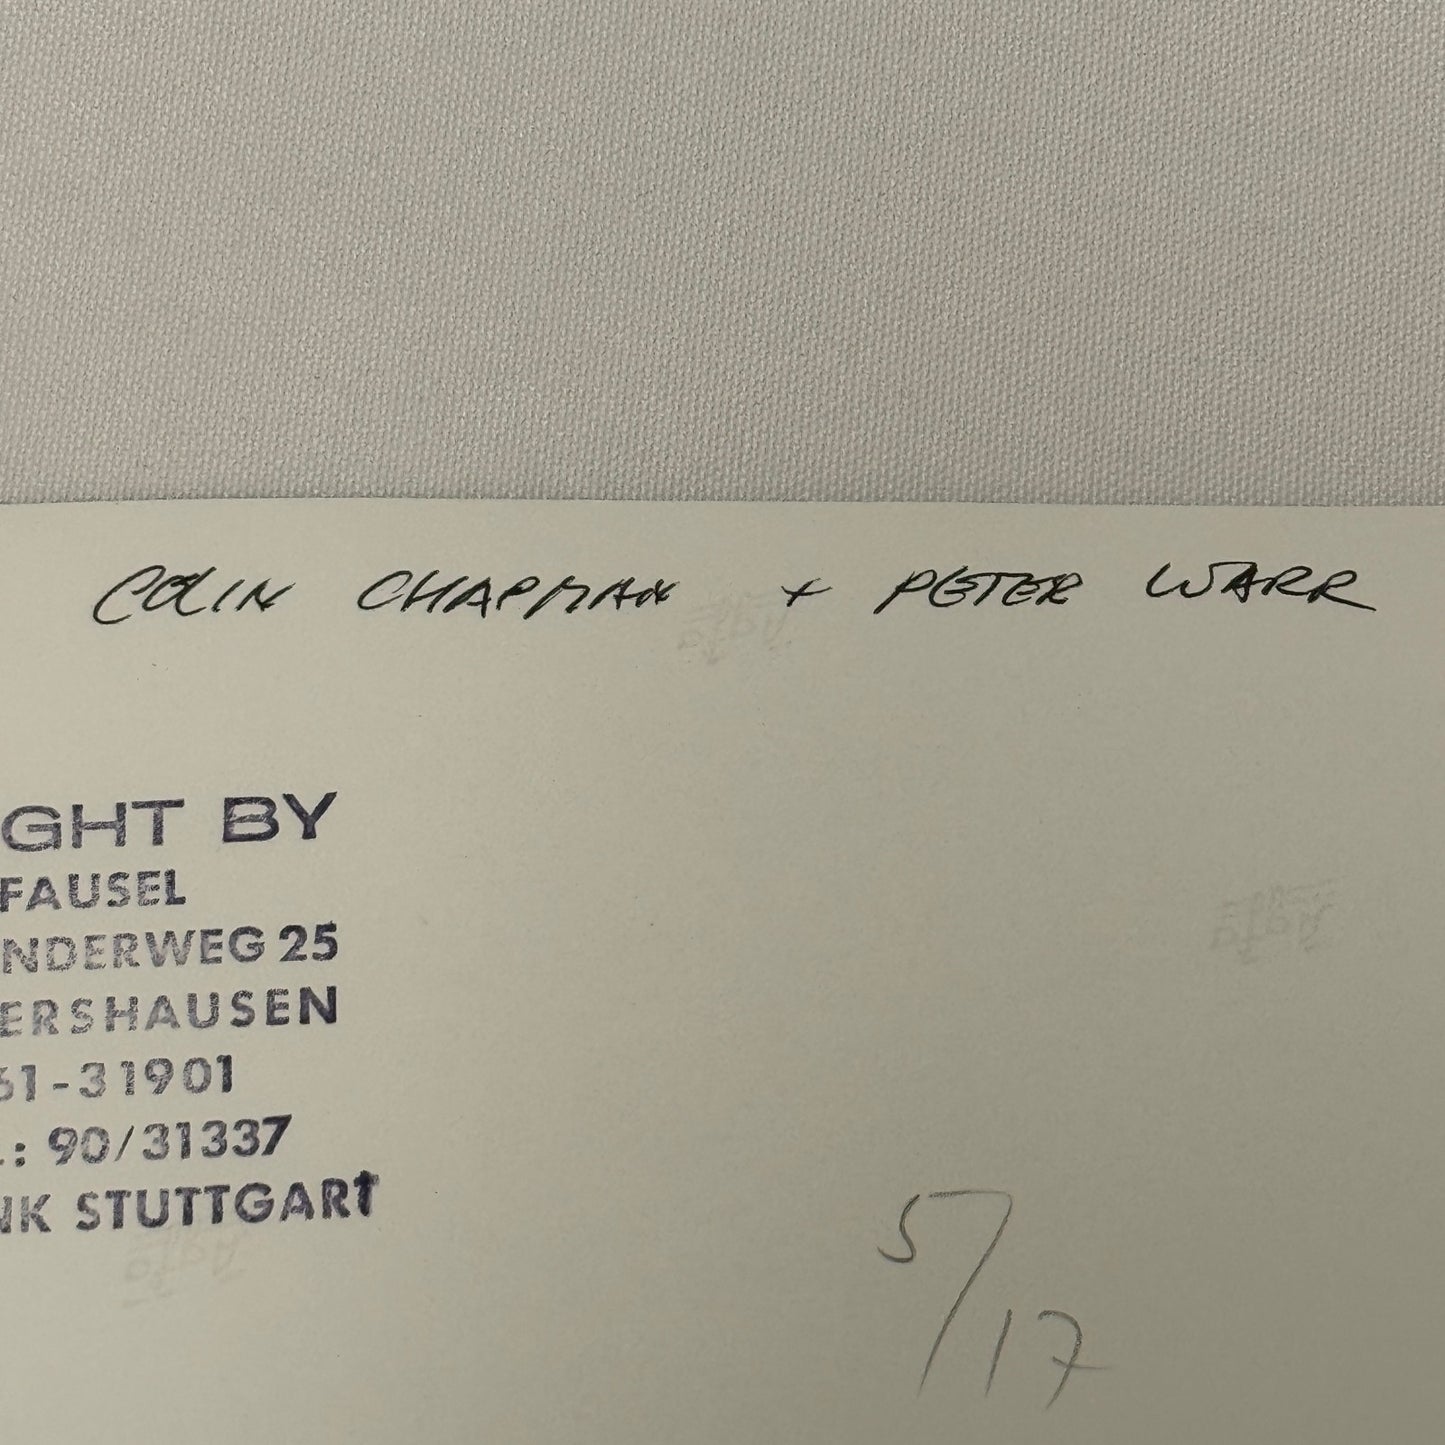 COLIN CHAPMAN + PETER WARR
GHT BY
FAUSEL
NDERWEG 25
ERSHAUSEN
61-31901
.: 90/31337
NK STUTTGART
5/17